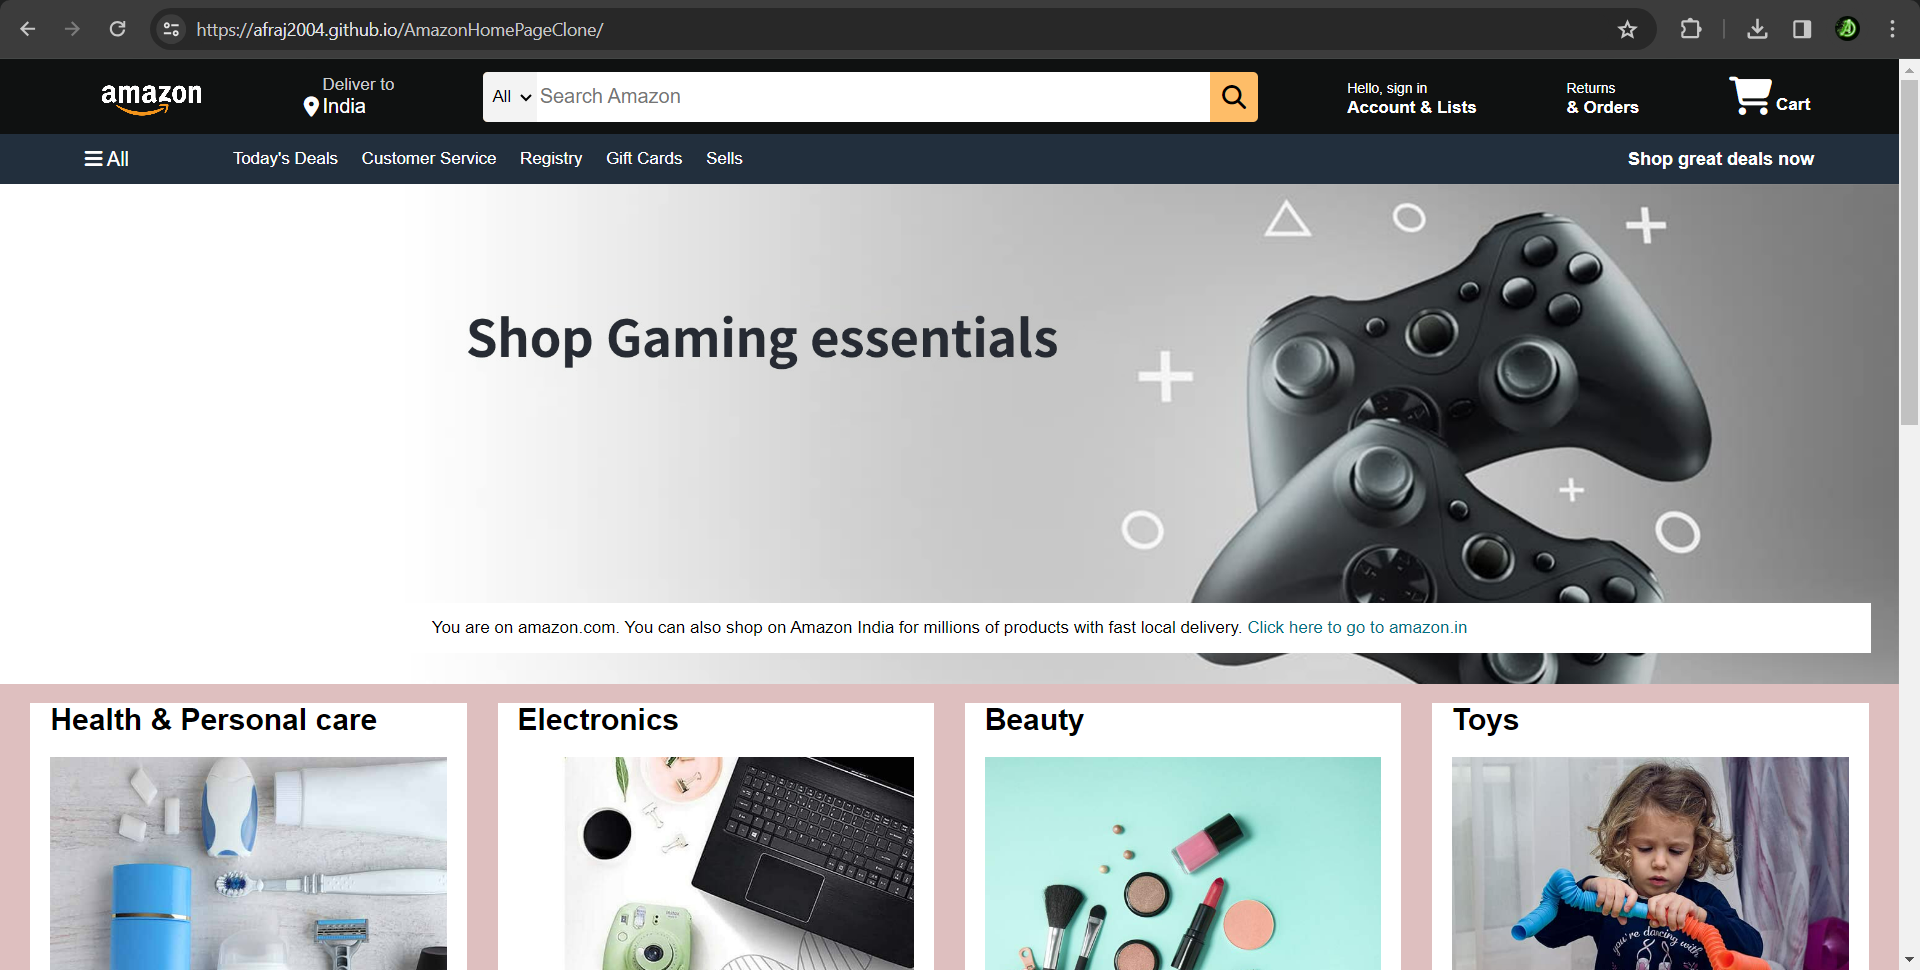 https://afraj2004.github.io/AmazonHomePageClone/
amazon
Deliver to
India
All
Search Amazon
Hello, sign in
Account & Lists
Returns
& Orders
Cart
All
Today's Deals
Customer Service
Registry
Gift Cards
Sells
Shop great deals now
Shop Gaming essentials
You are on amazon.com. You can also shop on Amazon India for millions of products with fast local delivery. Click here to go to amazon.in
Health & Personal care
Electronics
Beauty
Toys
you're dancing with